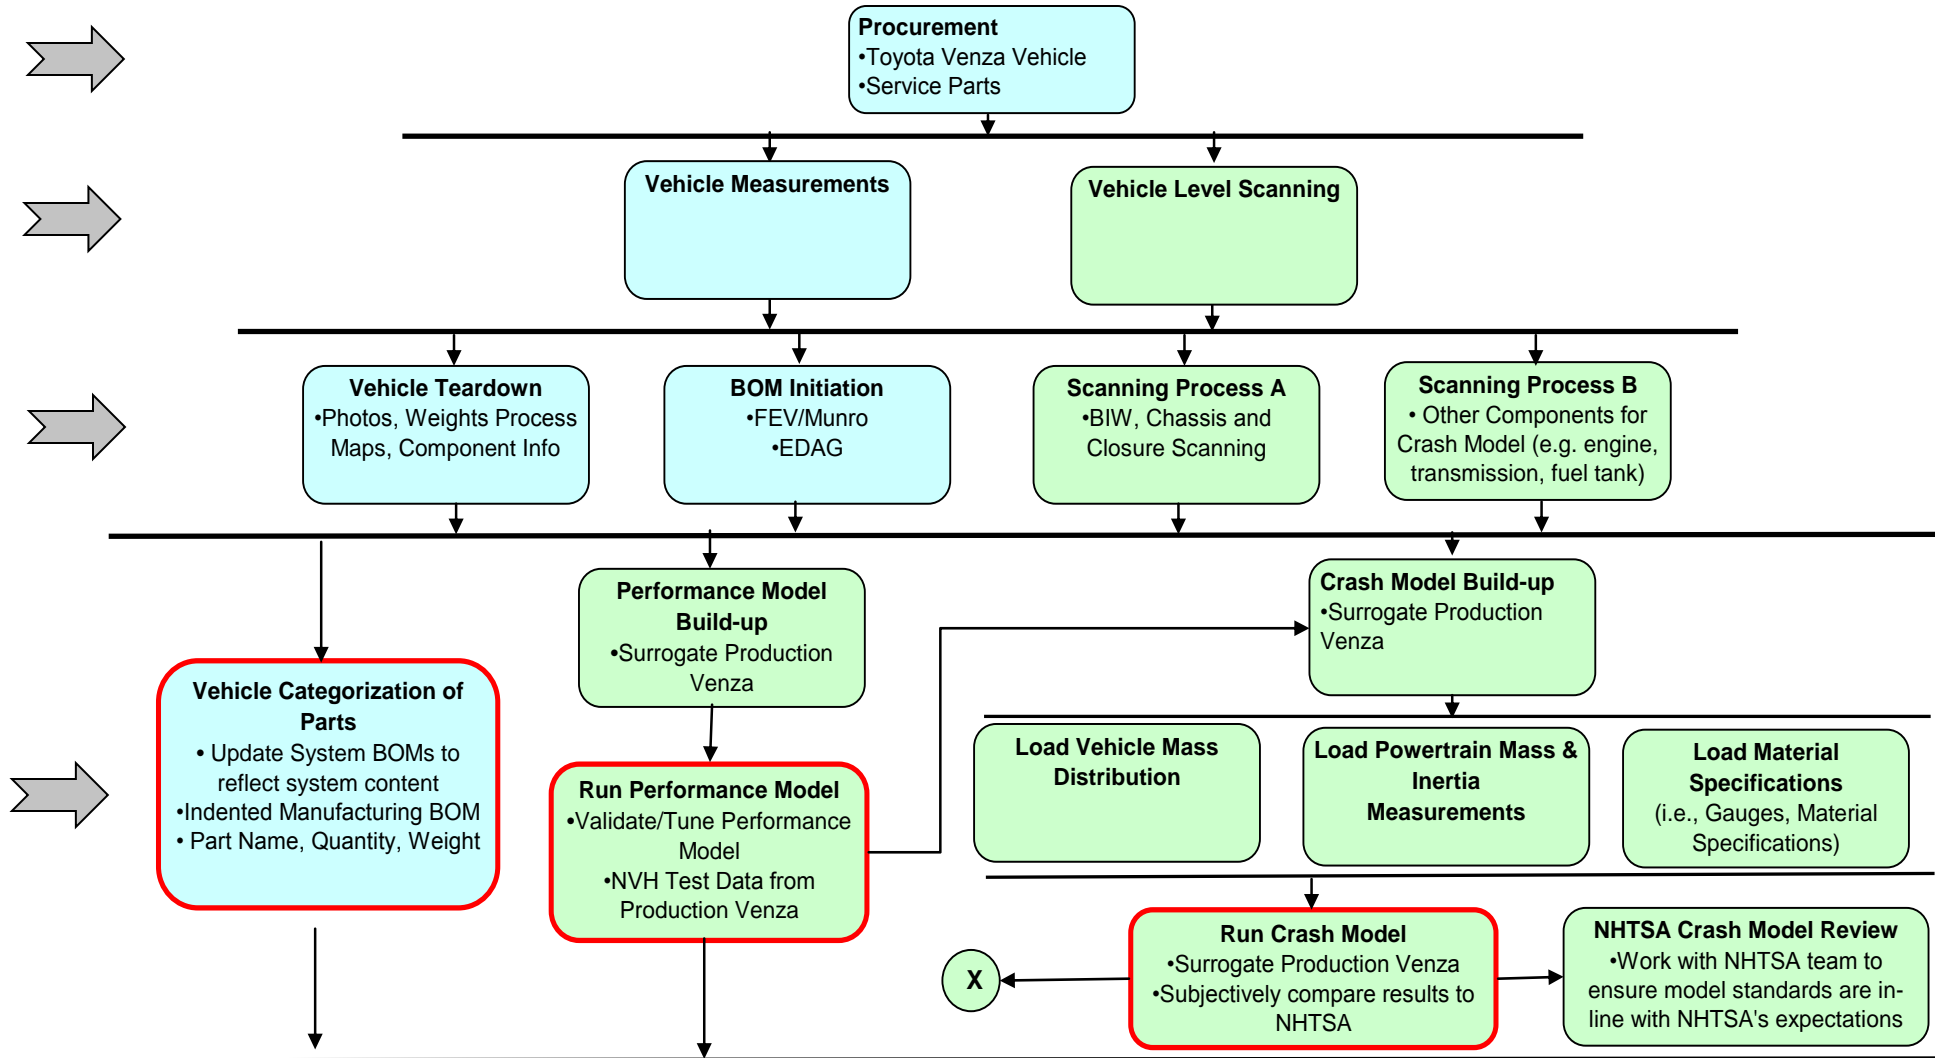 Procurement
•Toyota Venza Vehicle
•Service Parts
Vehicle Measurements
Vehicle Level Scanning
Vehicle Teardown
•Photos, Weights Process
Maps, Component Info
BOM Initiation
•FEV/Munro
•EDAG
Scanning Process A
•BIW, Chassis and
Closure Scanning
Scanning Process B
• Other Components for
Crash Model (e.g. engine,
transmission, fuel tank)
Performance Model
Build-up
•Surrogate Production
Venza
Crash Model Build-up
•Surrogate Production
Venza
Vehicle Categorization of
Parts
• Update System BOMs to
reflect system content
•Indented Manufacturing BOM
• Part Name, Quantity, Weight
Run Performance Model
•Validate/Tune Performance
Model
•NVH Test Data from
Production Venza
Load Vehicle Mass
Distribution
Load Powertrain Mass &
Inertia
Measurements
Load Material
Specifications
(i.e., Gauges, Material
Specifications)
X
Run Crash Model
•Surrogate Production Venza
•Subjectively compare results to
NHTSA
NHTSA Crash Model Review
•Work with NHTSA team to
ensure model standards are in-
line with NHTSA's expectations